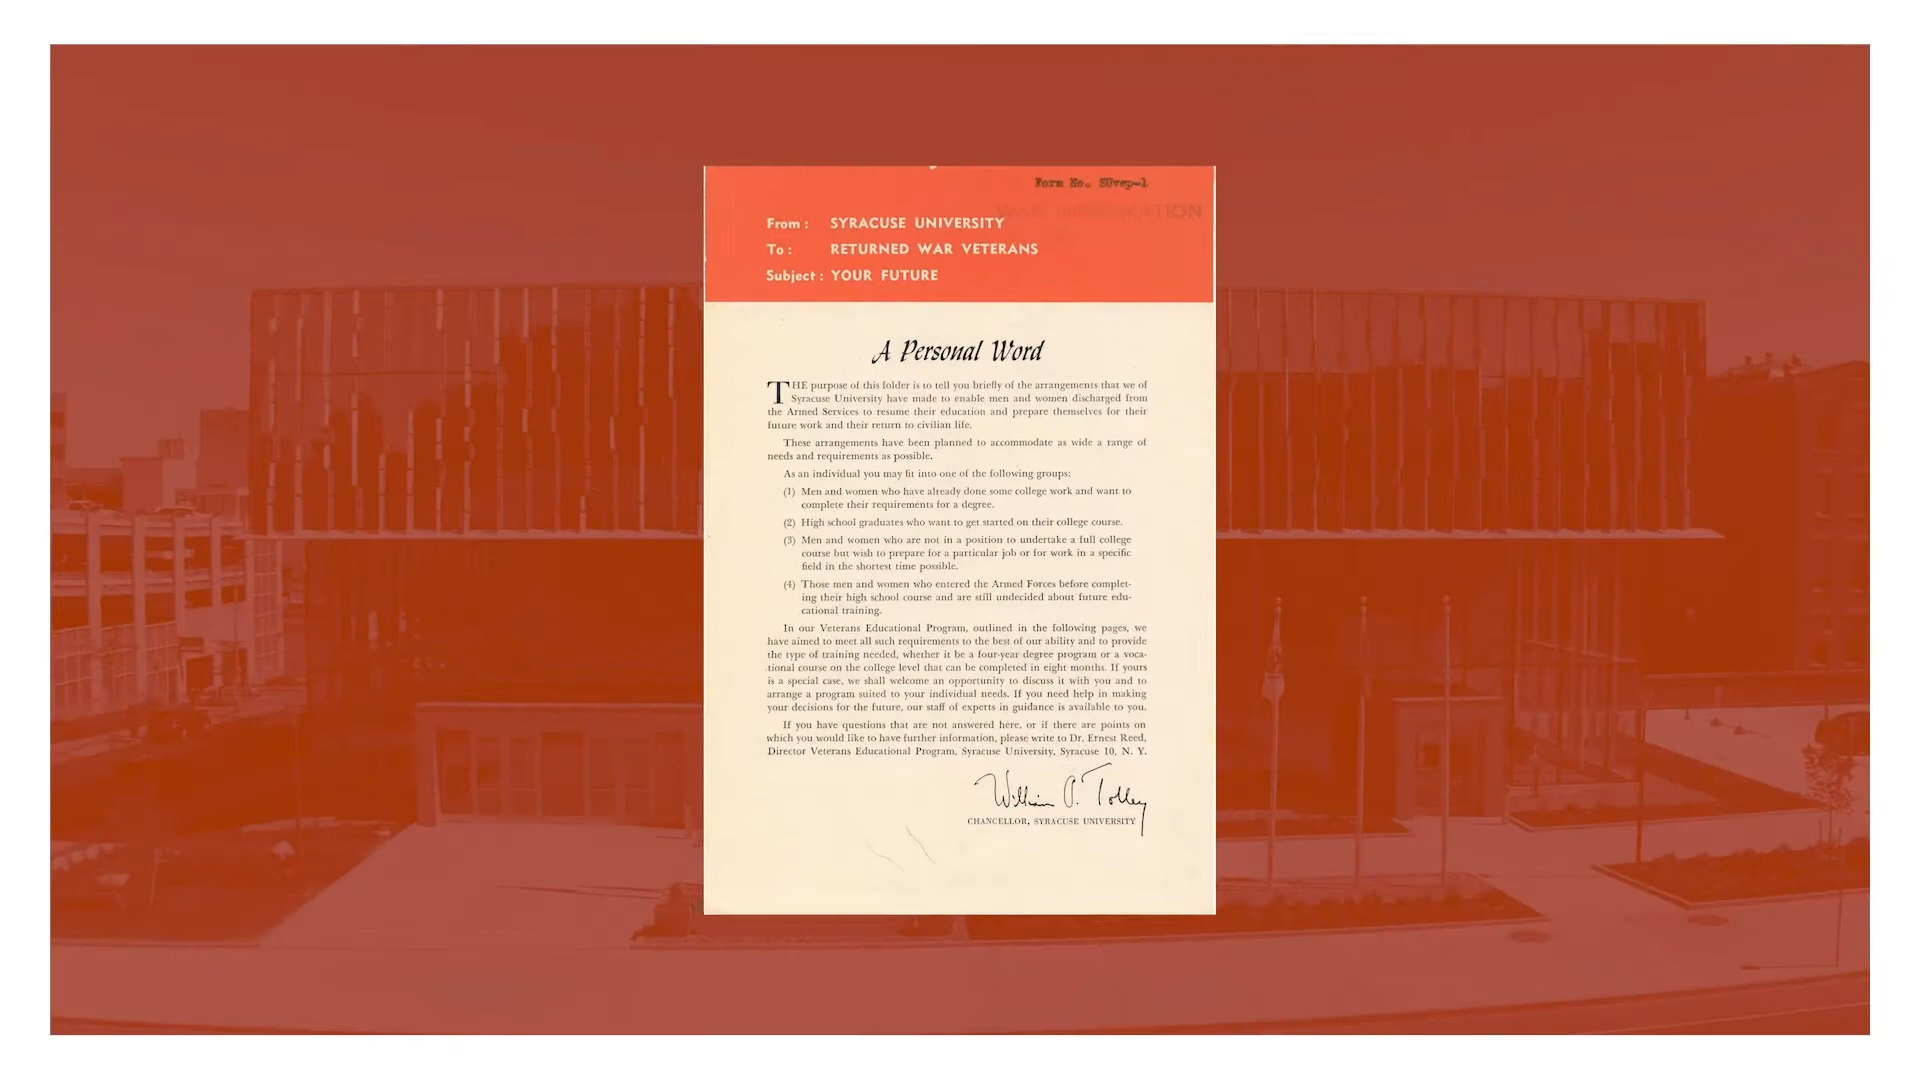 Form No. SUvep-1
From: SYRACUSE UNIVERSITY
To: RETURNED WAR VETERANS
Subject: YOUR FUTURE
A Personal Word
THE purpose of this folder is to tell you briefly of the arrangements that we of
Syracuse University have made to enable men and women discharged from
the Armed Services to resume their education and prepare themselves for their
future work and their return to civilian life.
These arrangements have been planned to accommodate as wide a range of
needs and requirements as possible.
As an individual you may fit into one of the following groups:
(1) Men and women who have already done some college work and want to
complete their requirements for a degree.
(2) High school graduates who want to get started on their college course.
(3) Men and women who are not in a position to undertake a full college
course but wish to prepare for a particular job or for work in a specific
field in the shortest time possible.
(4) Those men and women who entered the Armed Forces before complet-
ing their high school course and are still undecided about future edu-
cational training.
In our Veterans Educational Program, outlined in the following pages, we
have aimed to meet all such requirements to the best of our ability and to provide
the type of training needed, whether it be a four-year degree program or a voca-
tional course on the college level that can be completed in eight months. If yours
is a special case, we shall welcome an opportunity to discuss it with you and to
arrange a program suited to your individual needs. If you need help in making
your decisions for the future, our staff of experts in guidance is available to you.
If you have questions that are not answered here, or if there are points on
which you would like to have further information, please write to Dr. Ernest Reed,
Director Veterans Educational Program, Syracuse University, Syracuse 10, N. Y.
William P. Tolley
CHANCELLOR, SYRACUSE UNIVERSITY